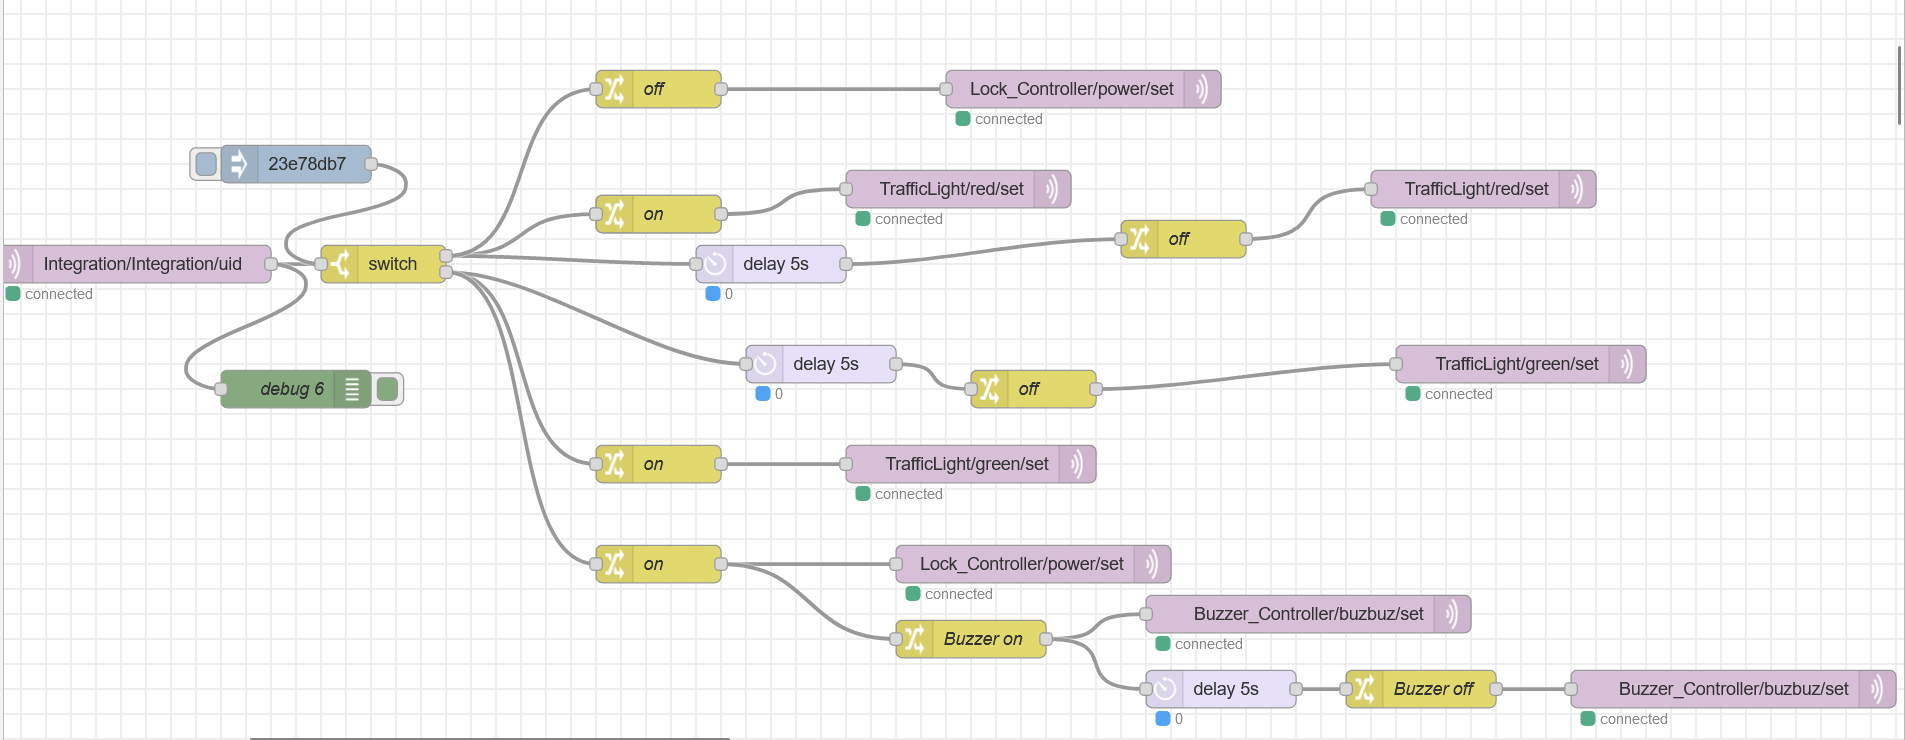 off
Lock_Controller/power/set
connected
23e78db7
TrafficLight/red/set
connected
TrafficLight/red/set
connected
on
off
Integration/Integration/uid
connected
switch
delay 5s
0
delay 5s
0
off
TrafficLight/green/set
connected
debug 6
on
TrafficLight/green/set
connected
on
Lock_Controller/power/set
connected
Buzzer on
Buzzer_Controller/buzbuz/set
connected
delay 5s
0
Buzzer off
Buzzer_Controller/buzbuz/set
connected